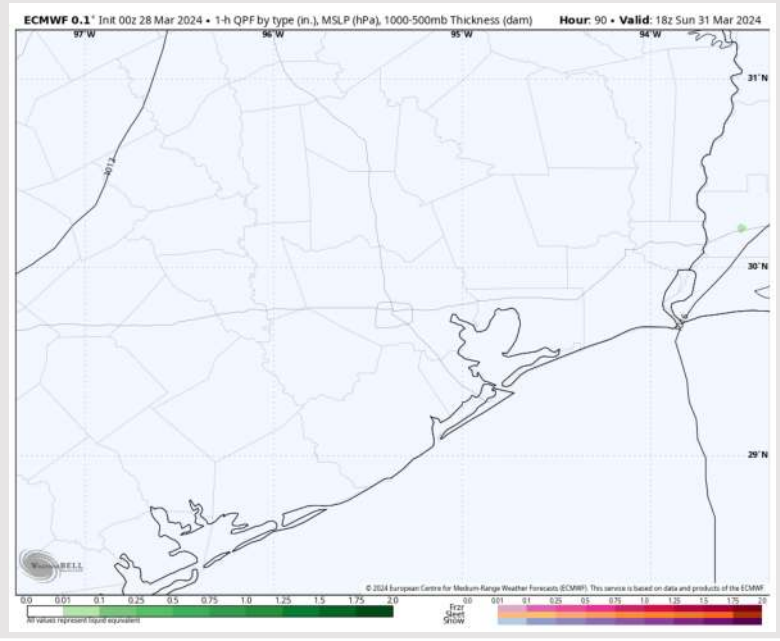 ECMWF 0.1° Init 00z 28 Mar 2024 • 1-h QPF by type (in.), MSLP (hPa), 1000-500mb Thickness (dam) Hour: 90 • Valid: 18z Sun 31 Mar 2024
97°W 96°W 95°W 94°W
31°N
1017
30°N
29°N
WeatherBELL
© 2024 European Centre for Medium-Range Weather Forecasts (ECMWF). This service is based on data and products of the ECMWF
0.0 0.01 0.1 0.25 0.5 0.75 1.0 1.25 1.5 1.75 2.0
All values represent liquid equivalent
0.0 0.01 0.1 0.25 0.5 0.75 1.0 1.25 1.5 1.75 2.0
Frzr
Sleet
Snow